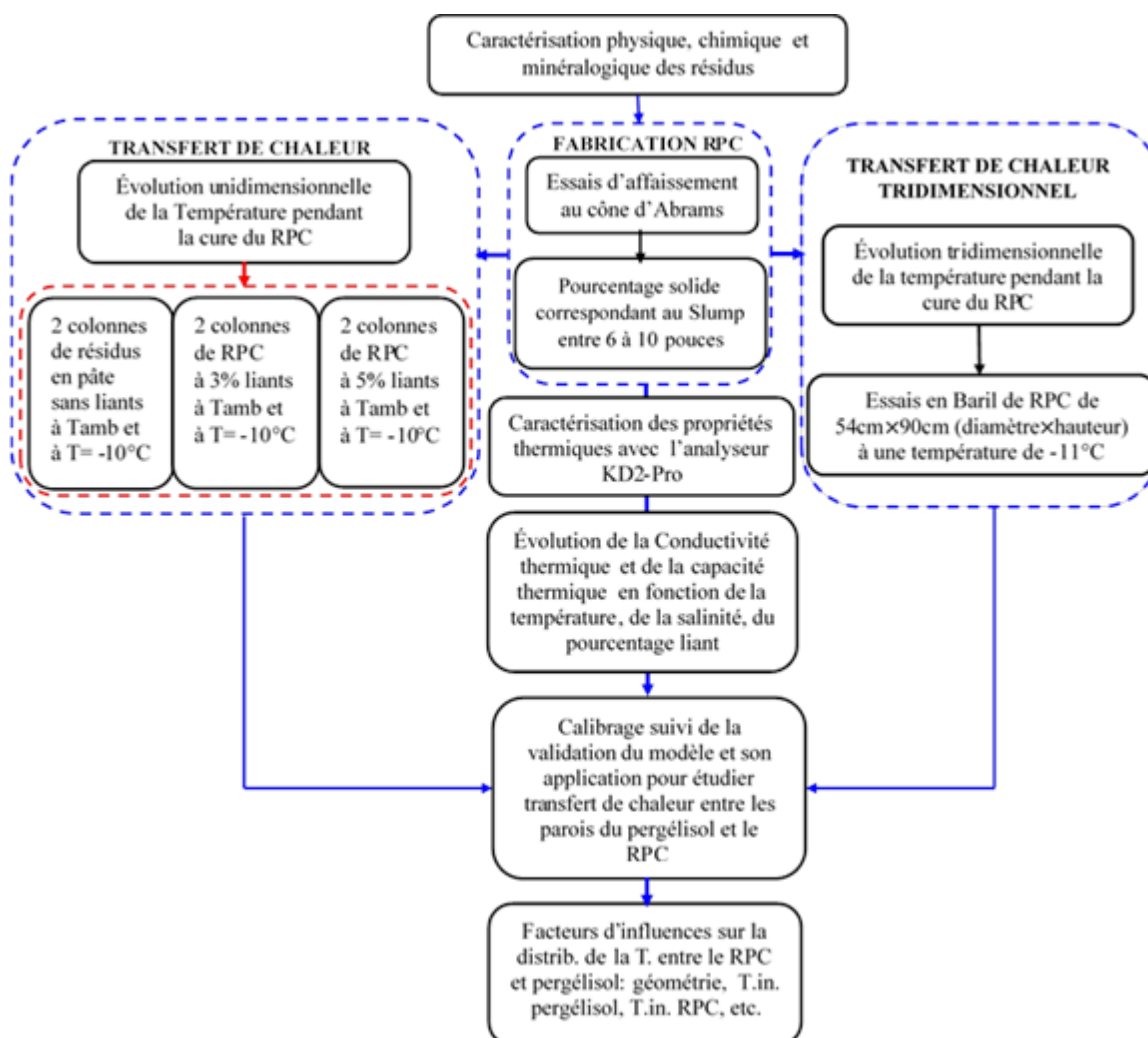 Caractérisation physique, chimique et
minéralogique des résidus
TRANSFERT DE CHALEUR
Évolution unidimensionnelle
de la Température pendant
la cure du RPC
2 colonnes
de résidus
en pâte
sans liants
à Tamb et
à T= -10°C
2 colonnes
de RPC
à 3% liants
à Tamb et
à T= -10°C
2 colonnes
de RPC
à 5% liants
à Tamb et
à T= -10°C
FABRICATION RPC
Essais d'affaissement
au cône d'Abrams
Pourcentage solide
correspondant au Slump
entre 6 à 10 pouces
TRANSFERT DE CHALEUR
TRIDIMENSIONNEL
Évolution tridimensionnelle
de la température pendant la
cure du RPC
Essais en Baril de RPC de
54cm×90cm (diamètre×hauteur)
à une température de -11°C
Caractérisation des propriétés
thermiques avec l'analyseur
KD2-Pro
Évolution de la Conductivité
thermique et de la capacité
thermique en fonction de la
température, de la salinité, du
pourcentage liant
Calibrage suivi de la
validation du modèle et son
application pour étudier
transfert de chaleur entre les
parois du pergélisol et le
RPC
Facteurs d'influences sur la
distrib. de la T. entre le RPC
et pergélisol: géométrie, T.in.
pergélisol, T.in. RPC, etc.